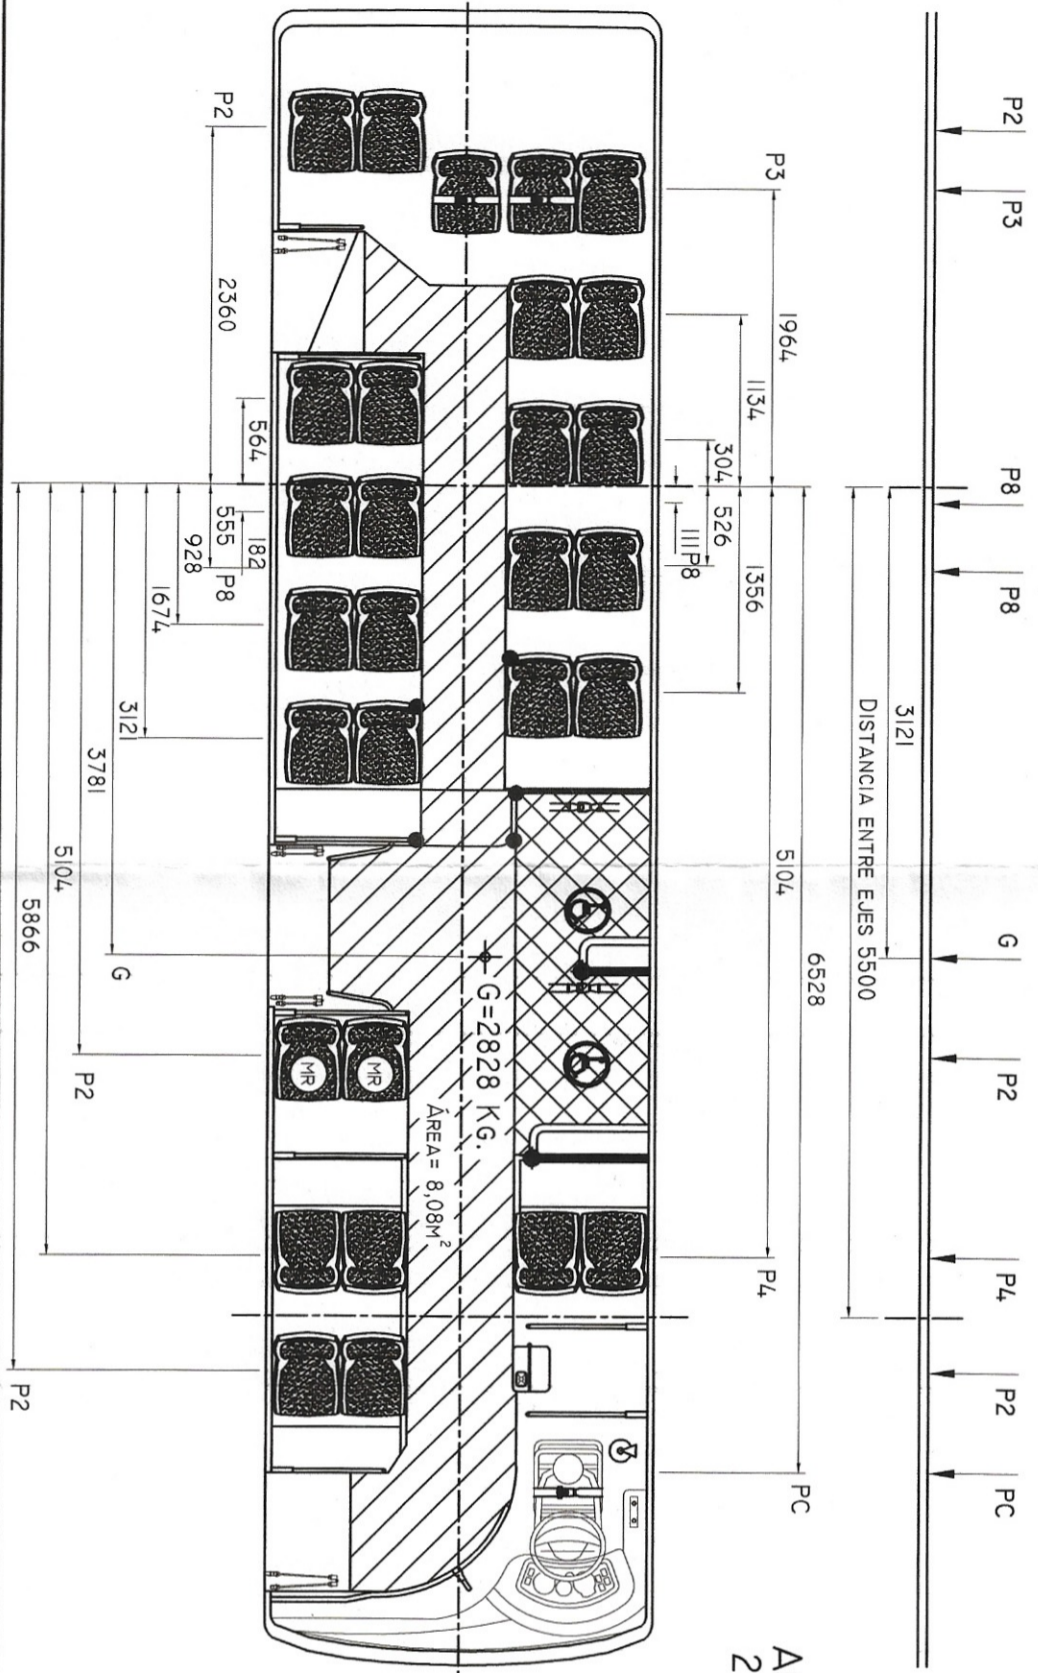 P2
P3
P8
P8
G
P2
P4
P2
PC
3121
DISTANCIA ENTRE EJES 5500
6528
5104
PC
P3
1964
1134
1356
P4
304
526
111
P8
G=2828 KG.
ÁREA= 8,08M²
MR
MR
564
182
555
P8
928
P2
2360
1674
3121
3781
G
5104
P2
5866
P2
A
2